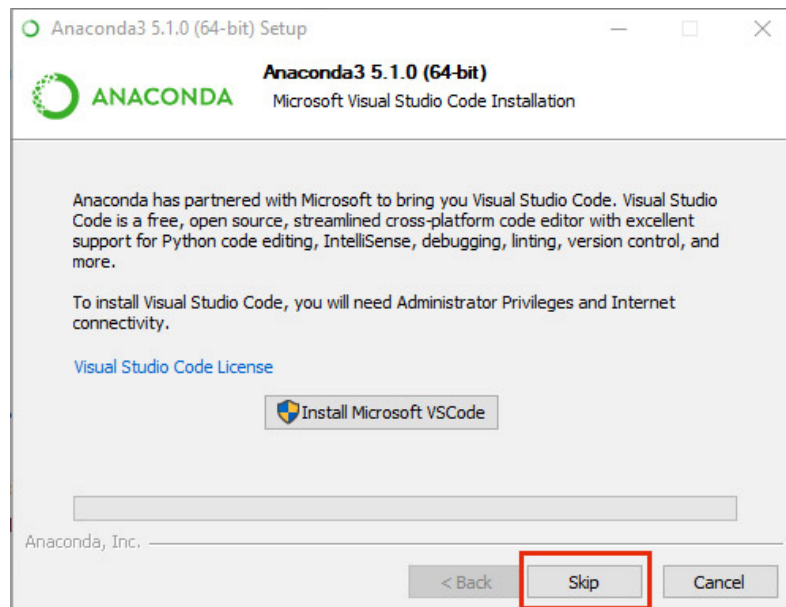 Anaconda3 5.1.0 (64-bit) Setup
ANACONDA
Anaconda3 5.1.0 (64-bit)
Microsoft Visual Studio Code Installation
Anaconda has partnered with Microsoft to bring you Visual Studio Code. Visual Studio
Code is a free, open source, streamlined cross-platform code editor with excellent
support for Python code editing, IntelliSense, debugging, linting, version control, and
more.
To install Visual Studio Code, you will need Administrator Privileges and Internet
connectivity.
Visual Studio Code License
Install Microsoft VSCode
Anaconda, Inc.
< Back
Skip
Cancel